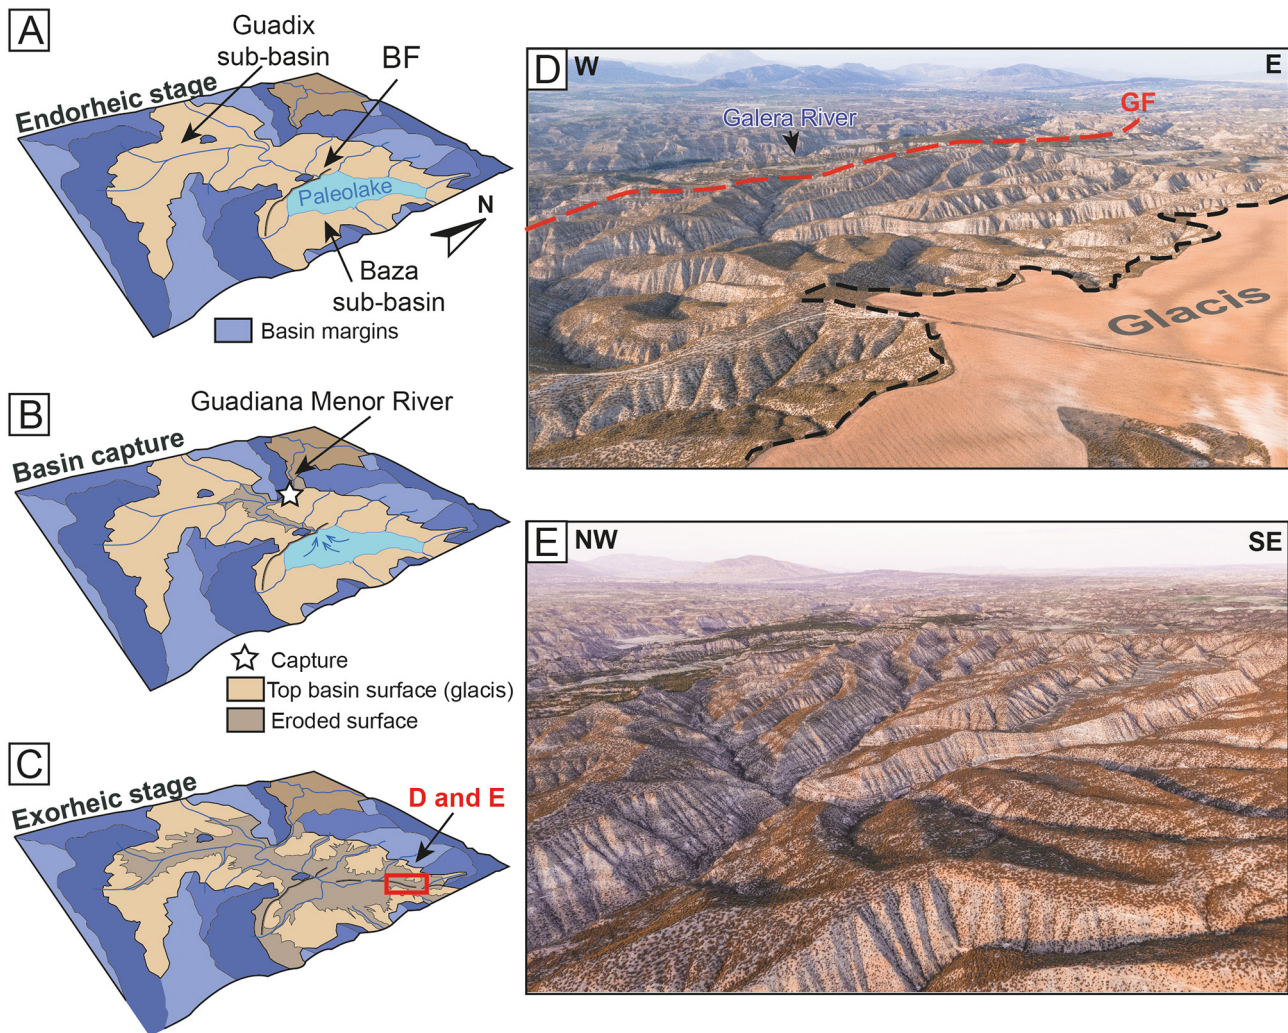 A
Endorheic stage
Guadix
sub-basin
BF
Paleolake
N
Baza
sub-basin
Basin margins
B
Basin capture
Guadiana Menor River
Capture
Top basin surface (glacis)
Eroded surface
C
Exorheic stage
D and E
D
W
E
Galera River
GF
Glacis
E
NW
SE